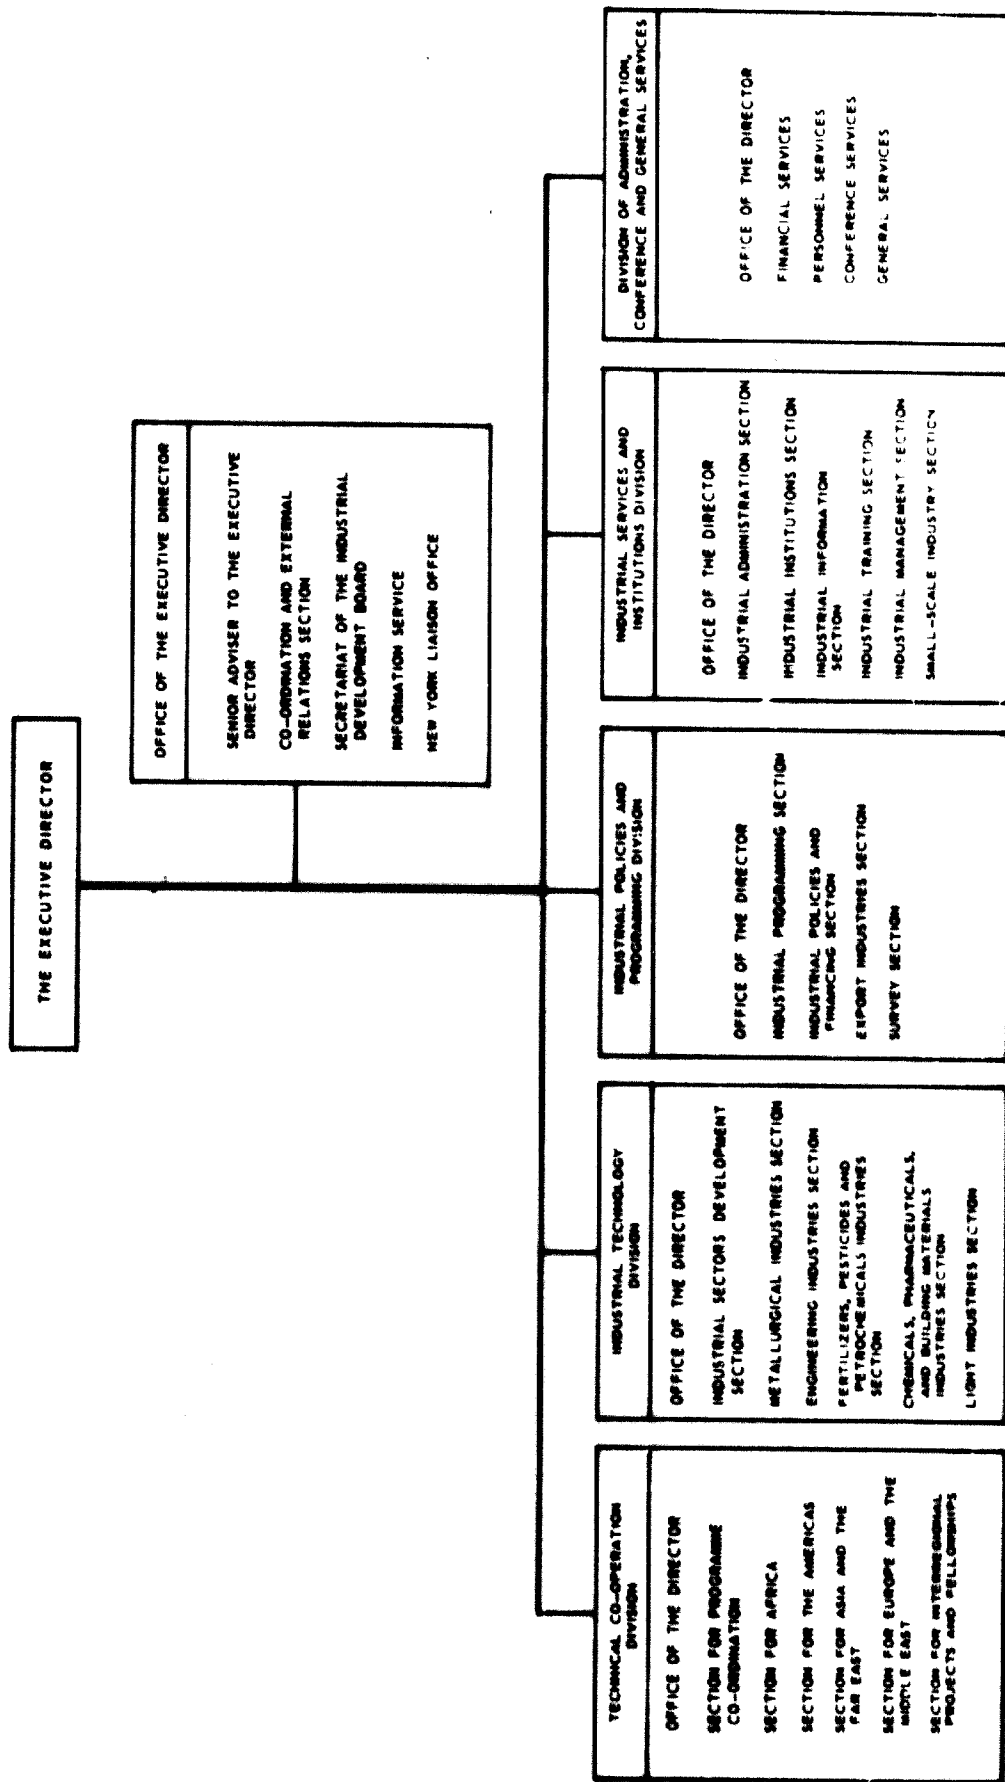 THE EXECUTIVE DIRECTOR
OFFICE OF THE EXECUTIVE DIRECTOR
SENIOR ADVISER TO THE EXECUTIVE
DIRECTOR
CO-ORDINATION AND EXTERNAL
RELATIONS SECTION
SECRETARIAT OF THE INDUSTRIAL
DEVELOPMENT BOARD
INFORMATION SERVICE
NEW YORK LIAISON OFFICE
TECHNICAL CO-OPERATION
DIVISION
OFFICE OF THE DIRECTOR
SECTION FOR PROGRAMME
CO-ORDINATION
SECTION FOR AFRICA
SECTION FOR THE AMERICAS
SECTION FOR ASIA AND THE
FAR EAST
SECTION FOR EUROPE AND THE
MIDDLE EAST
SECTION FOR INTERREGIONAL
PROJECTS AND FELLOWSHIPS
INDUSTRIAL TECHNOLOGY
DIVISION
OFFICE OF THE DIRECTOR
INDUSTRIAL SECTORS DEVELOPMENT
SECTION
METALLURGICAL INDUSTRIES SECTION
ENGINEERING INDUSTRIES SECTION
FERTILIZERS, PESTICIDES AND
PETROCHEMICALS INDUSTRIES
SECTION
CHEMICALS, PHARMACEUTICALS,
AND BUILDING MATERIALS
INDUSTRIES SECTION
LIGHT INDUSTRIES SECTION
INDUSTRIAL POLICIES AND
PROGRAMMING DIVISION
OFFICE OF THE DIRECTOR
INDUSTRIAL PROGRAMMING SECTION
INDUSTRIAL POLICIES AND
FINANCING SECTION
EXPORT INDUSTRIES SECTION
SURVEY SECTION
INDUSTRIAL SERVICES AND
INSTITUTIONS DIVISION
OFFICE OF THE DIRECTOR
INDUSTRIAL ADMINISTRATION SECTION
INDUSTRIAL INSTITUTIONS SECTION
INDUSTRIAL INFORMATION
SECTION
INDUSTRIAL TRAINING SECTION
INDUSTRIAL MANAGEMENT SECTION
SMALL-SCALE INDUSTRY SECTION
DIVISION OF ADMINISTRATION,
CONFERENCE AND GENERAL SERVICES
OFFICE OF THE DIRECTOR
FINANCIAL SERVICES
PERSONNEL SERVICES
CONFERENCE SERVICES
GENERAL SERVICES